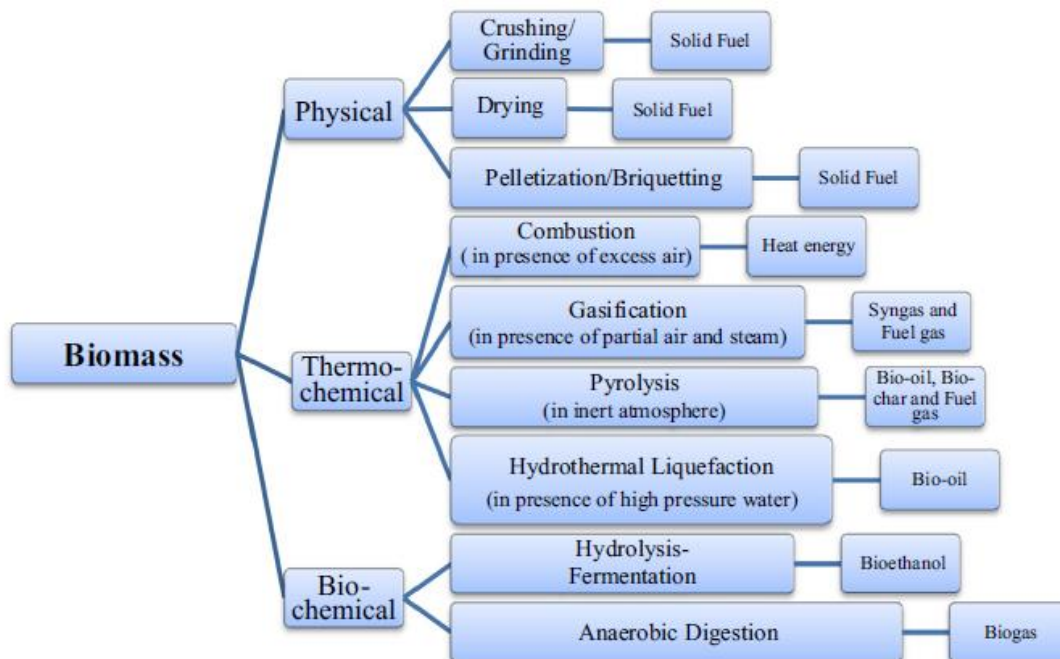 Biomass
Physical
Crushing/
Grinding
Solid Fuel
Drying
Solid Fuel
Pelletization/Briquetting
Solid Fuel
Thermo-
chemical
Combustion
( in presence of excess air)
Heat energy
Gasification
(in presence of partial air and steam)
Syngas and
Fuel gas
Pyrolysis
(in inert atmosphere)
Bio-oil, Bio-
char and Fuel
gas
Hydrothermal Liquefaction
(in presence of high pressure water)
Bio-oil
Bio-
chemical
Hydrolysis-
Fermentation
Bioethanol
Anaerobic Digestion
Biogas